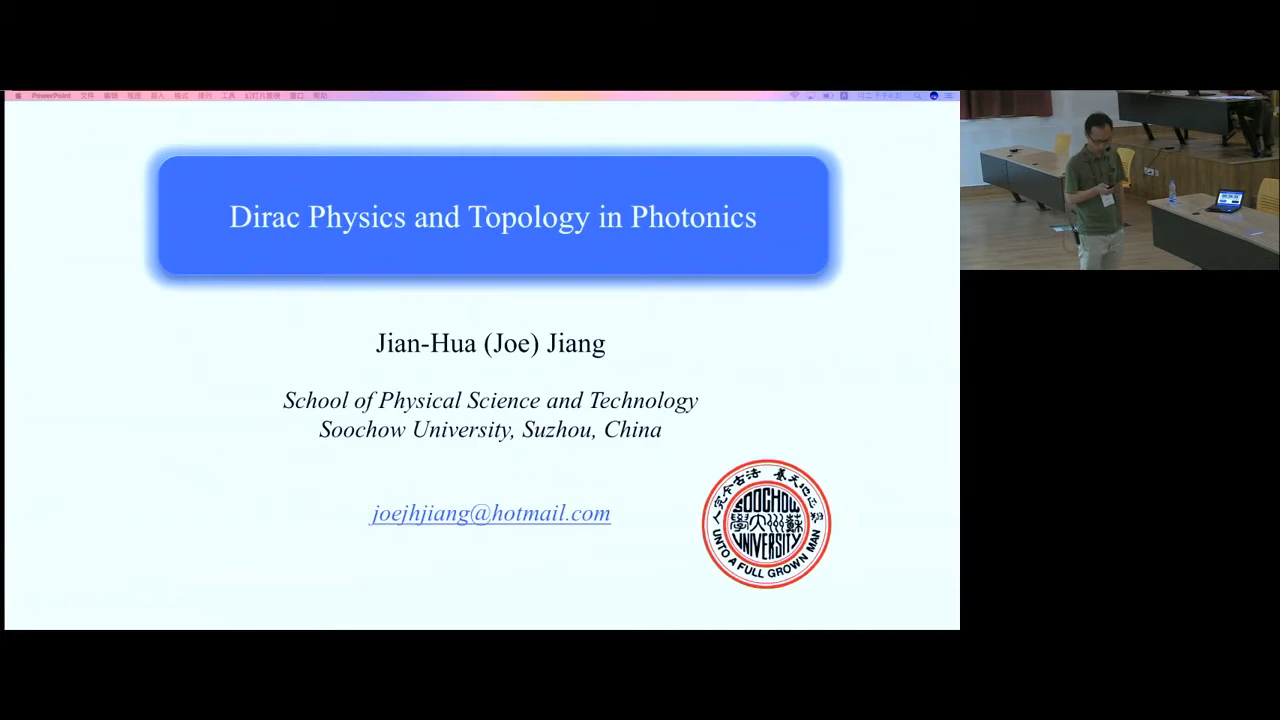 PowerPoint 文件 编辑 视图 插入 格式 排列 工具 幻灯片放映 窗口 帮助
Dirac Physics and Topology in Photonics
Jian-Hua (Joe) Jiang
School of Physical Science and Technology
Soochow University, Suzhou, China
joejhjiang@hotmail.com
SOOCHOW
UNIVERSITY
UNTO A FULL GROWN MAN